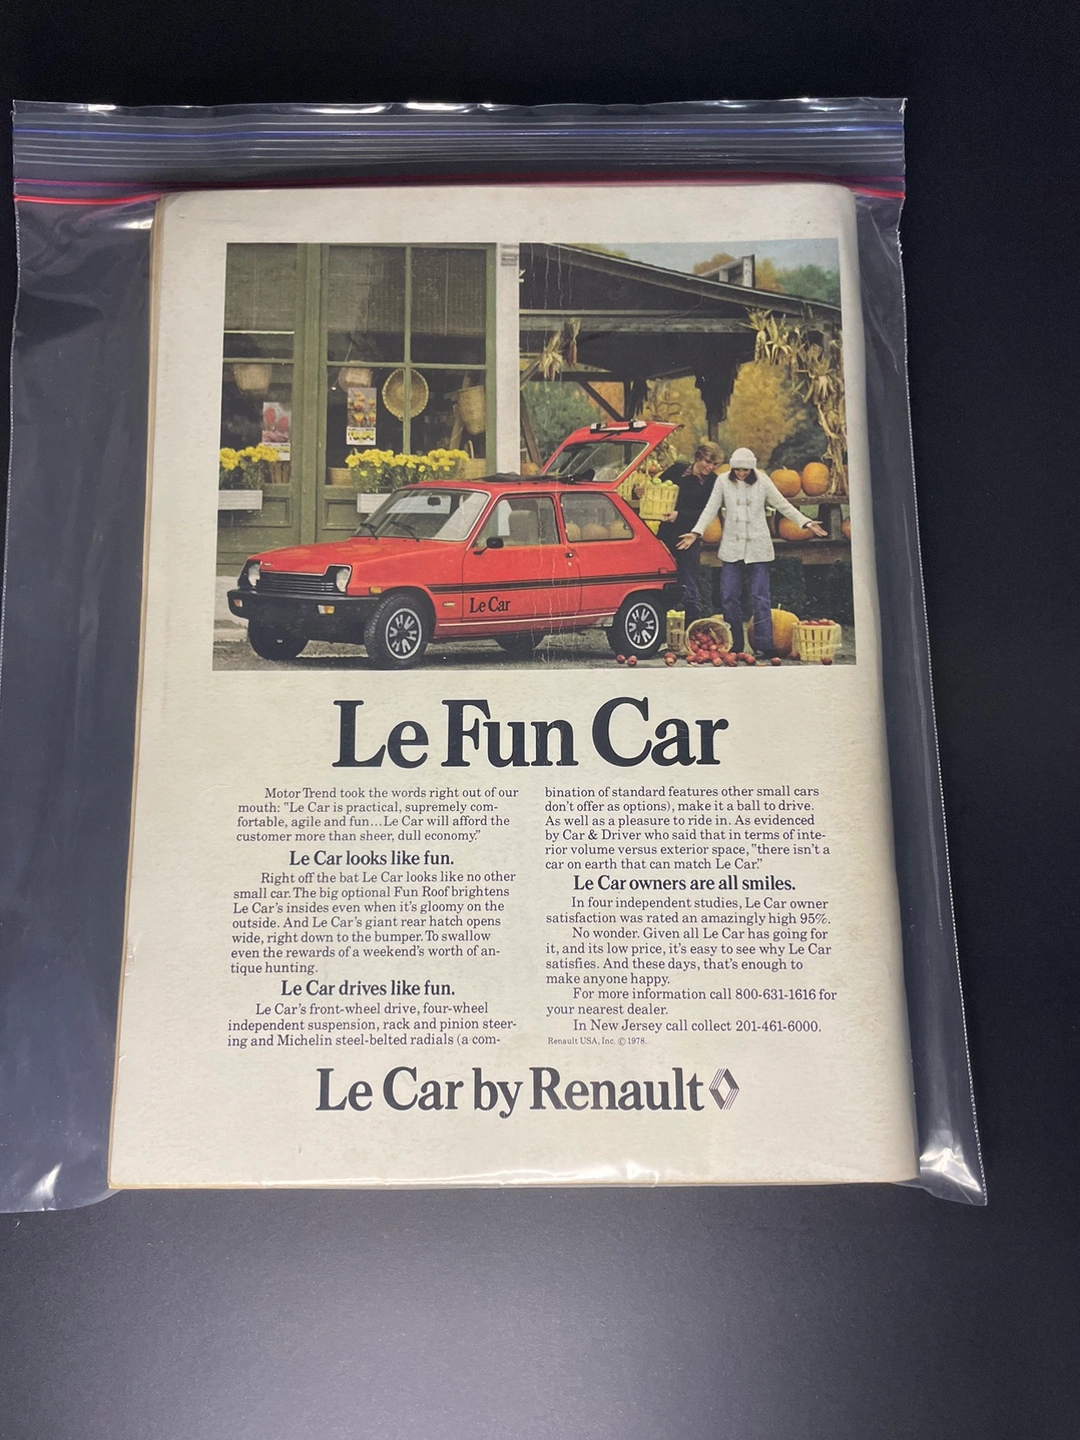 Le Car
Le Fun Car
Motor Trend took the words right out of our
mouth: "Le Car is practical, supremely com-
fortable, agile and fun...Le Car will afford the
customer more than sheer, dull economy."
Le Car looks like fun.
Right off the bat Le Car looks like no other
small car. The big optional Fun Roof brightens
Le Car's insides even when it's gloomy on the
outside. And Le Car's giant rear hatch opens
wide, right down to the bumper. To swallow
even the rewards of a weekend's worth of an-
tique hunting.
Le Car drives like fun.
Le Car's front-wheel drive, four-wheel
independent suspension, rack and pinion steer-
ing and Michelin steel-belted radials (a com-
bination of standard features other small cars
don't offer as options), make it a ball to drive.
As well as a pleasure to ride in. As evidenced
by Car & Driver who said that in terms of inte-
rior volume versus exterior space, "there isn't a
car on earth that can match Le Car."
Le Car owners are all smiles.
In four independent studies, Le Car owner
satisfaction was rated an amazingly high 95%.
No wonder. Given all Le Car has going for
it, and its low price, it's easy to see why Le Car
satisfies. And these days, that's enough to
make anyone happy.
For more information call 800-631-1616 for
your nearest dealer.
In New Jersey call collect 201-461-6000.
Renault USA, Inc. © 1978.
Le Car by Renault